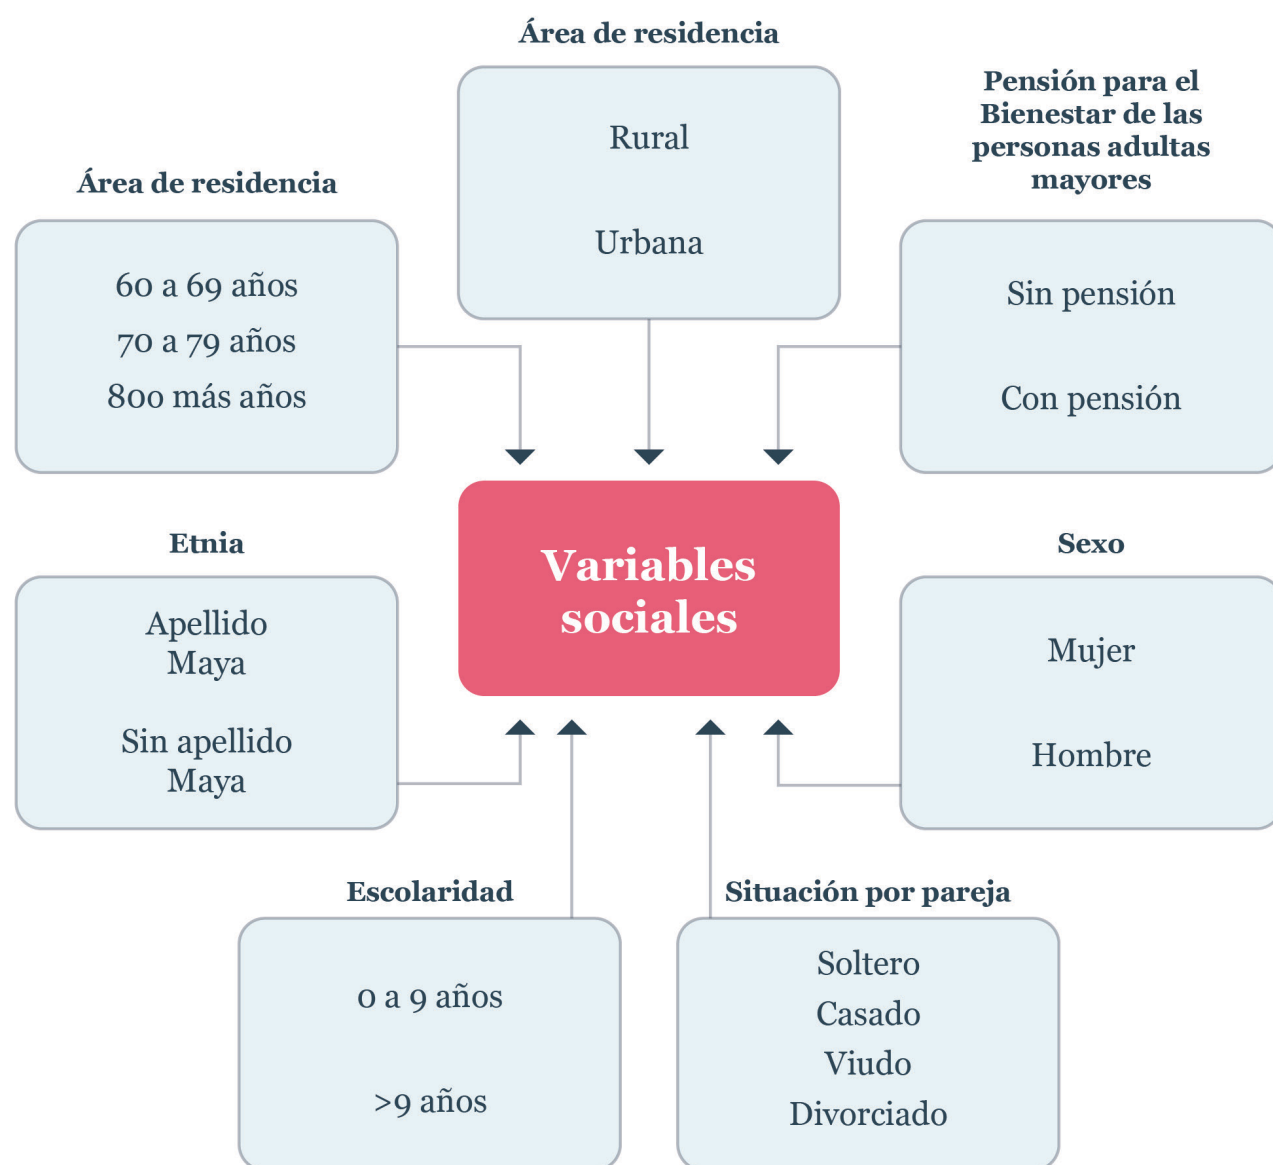 Área de residencia
Rural
Urbana
Pensión para el
Bienestar de las
personas adultas
mayores
Sin pensión
Con pensión
Área de residencia
60 a 69 años
70 a 79 años
80o más años
Variables
sociales
Etnia
Apellido
Maya
Sin apellido
Maya
Sexo
Mujer
Hombre
Escolaridad
0 a 9 años
>9 años
Situación por pareja
Soltero
Casado
Viudo
Divorciado